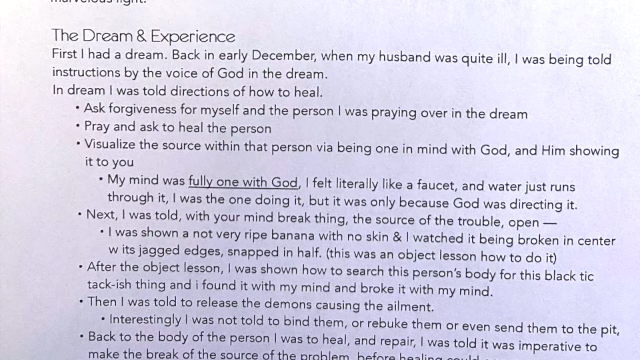 marvelous light.
The Dream & Experience
First I had a dream. Back in early December, when my husband was quite ill, I was being told
instructions by the voice of God in the dream.
In dream I was told directions of how to heal.
• Ask forgiveness for myself and the person I was praying over in the dream
• Pray and ask to heal the person
• Visualize the source within that person via being one in mind with God, and Him showing
it to you
• My mind was fully one with God, I felt literally like a faucet, and water just runs
through it, I was the one doing it, but it was only because God was directing it.
• Next, I was told, with your mind break thing, the source of the trouble, open —
• I was shown a not very ripe banana with no skin & I watched it being broken in center
w its jagged edges, snapped in half. (this was an object lesson how to do it)
• After the object lesson, I was shown how to search this person's body for this black tic
tack-ish thing and i found it with my mind and broke it with my mind.
• Then I was told to release the demons causing the ailment.
• Interestingly I was not told to bind them, or rebuke them or even send them to the pit,
• Back to the body of the person I was to heal, and repair, I was told it was imperative to
make the break of the source of the problem, before healing